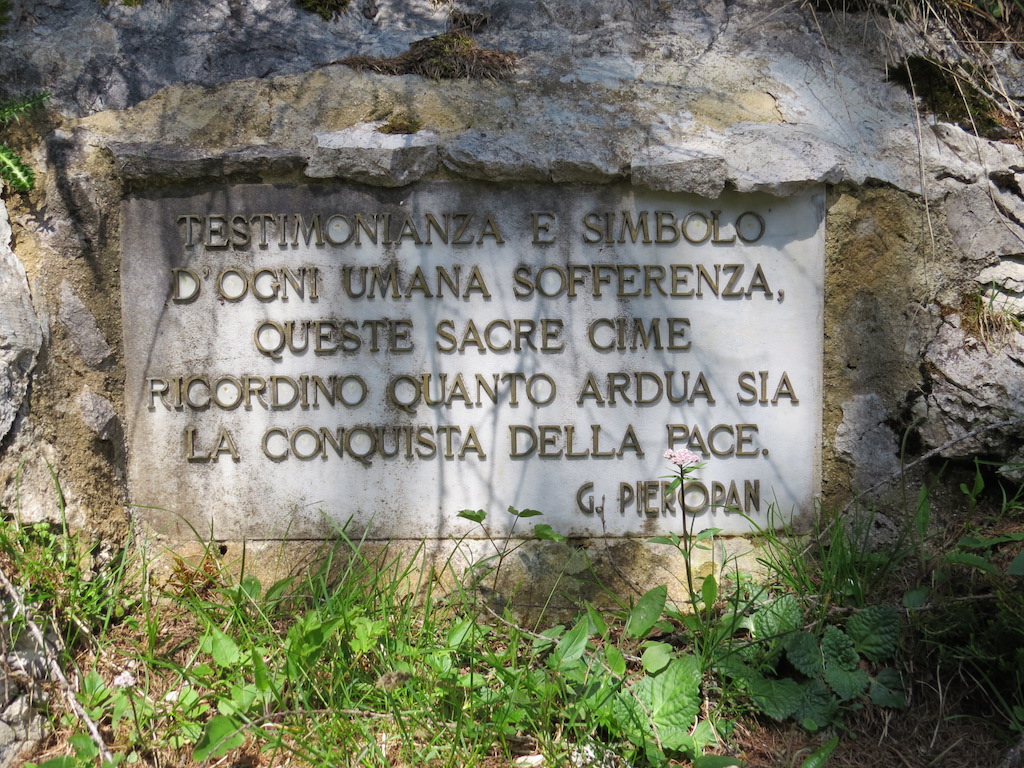 TESTIMONIANZA E SIMBOLO
D'OGNI UMANA SOFFERENZA,
QUESTE SACRE CIME
RICORDINO QUANTO ARDUA SIA
LA CONQUISTA DELLA PACE.
G. PIEROPAN